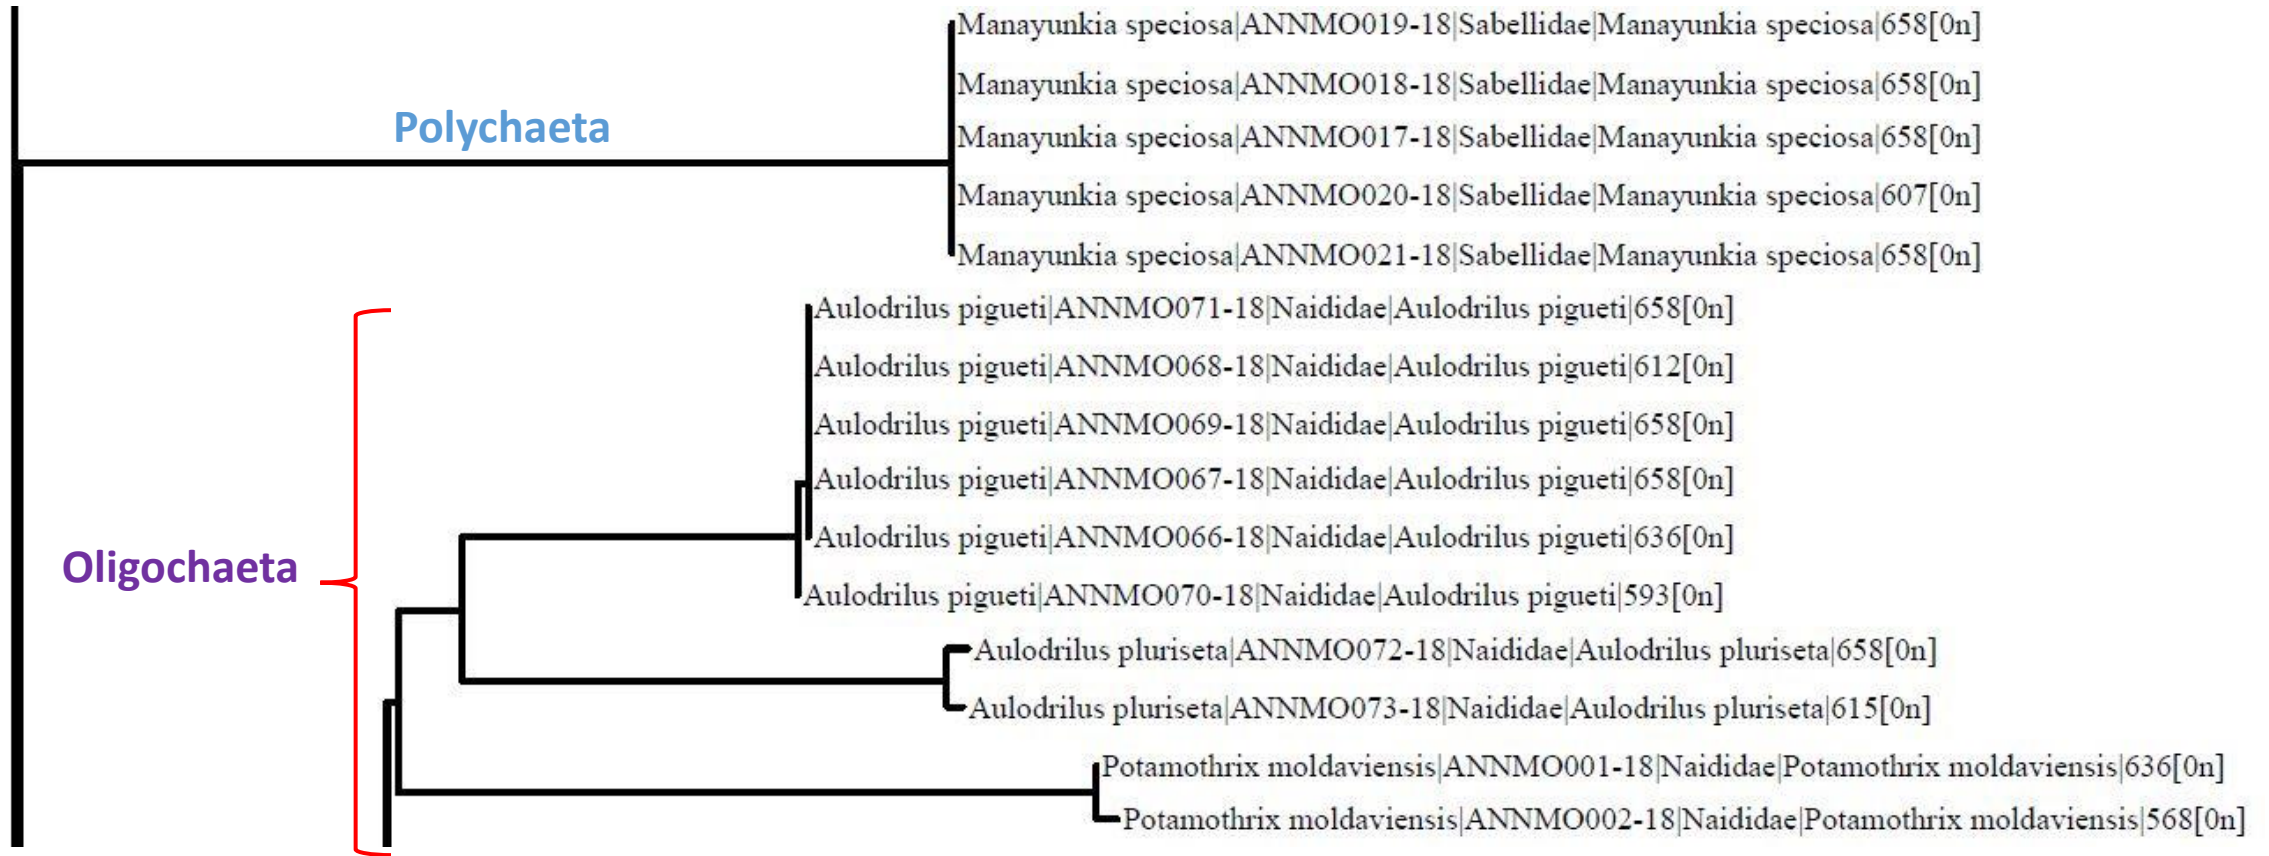 Manayunkia speciosa|ANNMO019-18|Sabellidae|Manayunkia speciosa|658[0n]
Manayunkia speciosa|ANNMO018-18|Sabellidae|Manayunkia speciosa|658[0n]
Polychaeta
Manayunkia speciosa|ANNMO017-18|Sabellidae|Manayunkia speciosa|658[0n]
Manayunkia speciosa|ANNMO020-18|Sabellidae|Manayunkia speciosa|607[0n]
Manayunkia speciosa|ANNMO021-18|Sabellidae|Manayunkia speciosa|658[0n]
Aulodrilus pigueti|ANNMO071-18|Naididae|Aulodrilus pigueti|658[0n]
Aulodrilus pigueti|ANNMO068-18|Naididae|Aulodrilus pigueti|612[0n]
Aulodrilus pigueti|ANNMO069-18|Naididae|Aulodrilus pigueti|658[0n]
Aulodrilus pigueti|ANNMO067-18|Naididae|Aulodrilus pigueti|658[0n]
Aulodrilus pigueti|ANNMO066-18|Naididae|Aulodrilus pigueti|636[0n]
Oligochaeta
Aulodrilus pigueti|ANNMO070-18|Naididae|Aulodrilus pigueti|593[0n]
Aulodrilus pluriseta|ANNMO072-18|Naididae|Aulodrilus pluriseta|658[0n]
Aulodrilus pluriseta|ANNMO073-18|Naididae|Aulodrilus pluriseta|615[0n]
Potamothrix moldaviensis|ANNMO001-18|Naididae|Potamothrix moldaviensis|636[0n]
Potamothrix moldaviensis|ANNMO002-18|Naididae|Potamothrix moldaviensis|568[0n]